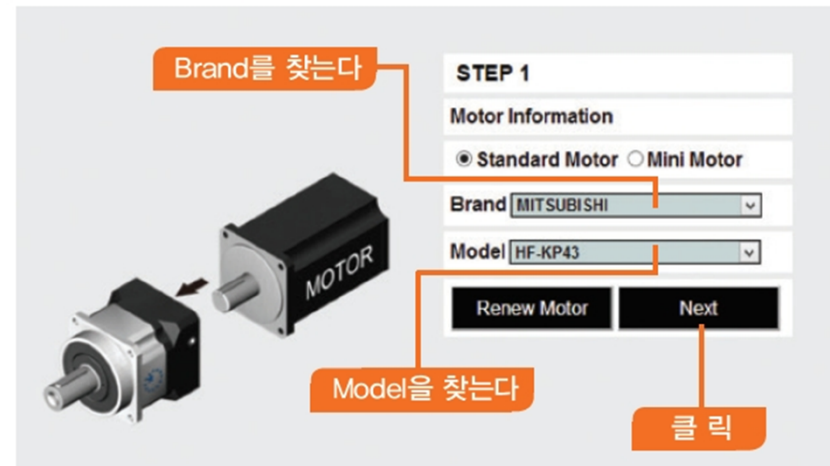 Brand를 찾는다
STEP 1
Motor Information
Standard Motor Mini Motor
Brand MITSUBISHI
Model HF-KP43
MOTOR
Renew Motor Next
Model을 찾는다
클 릭